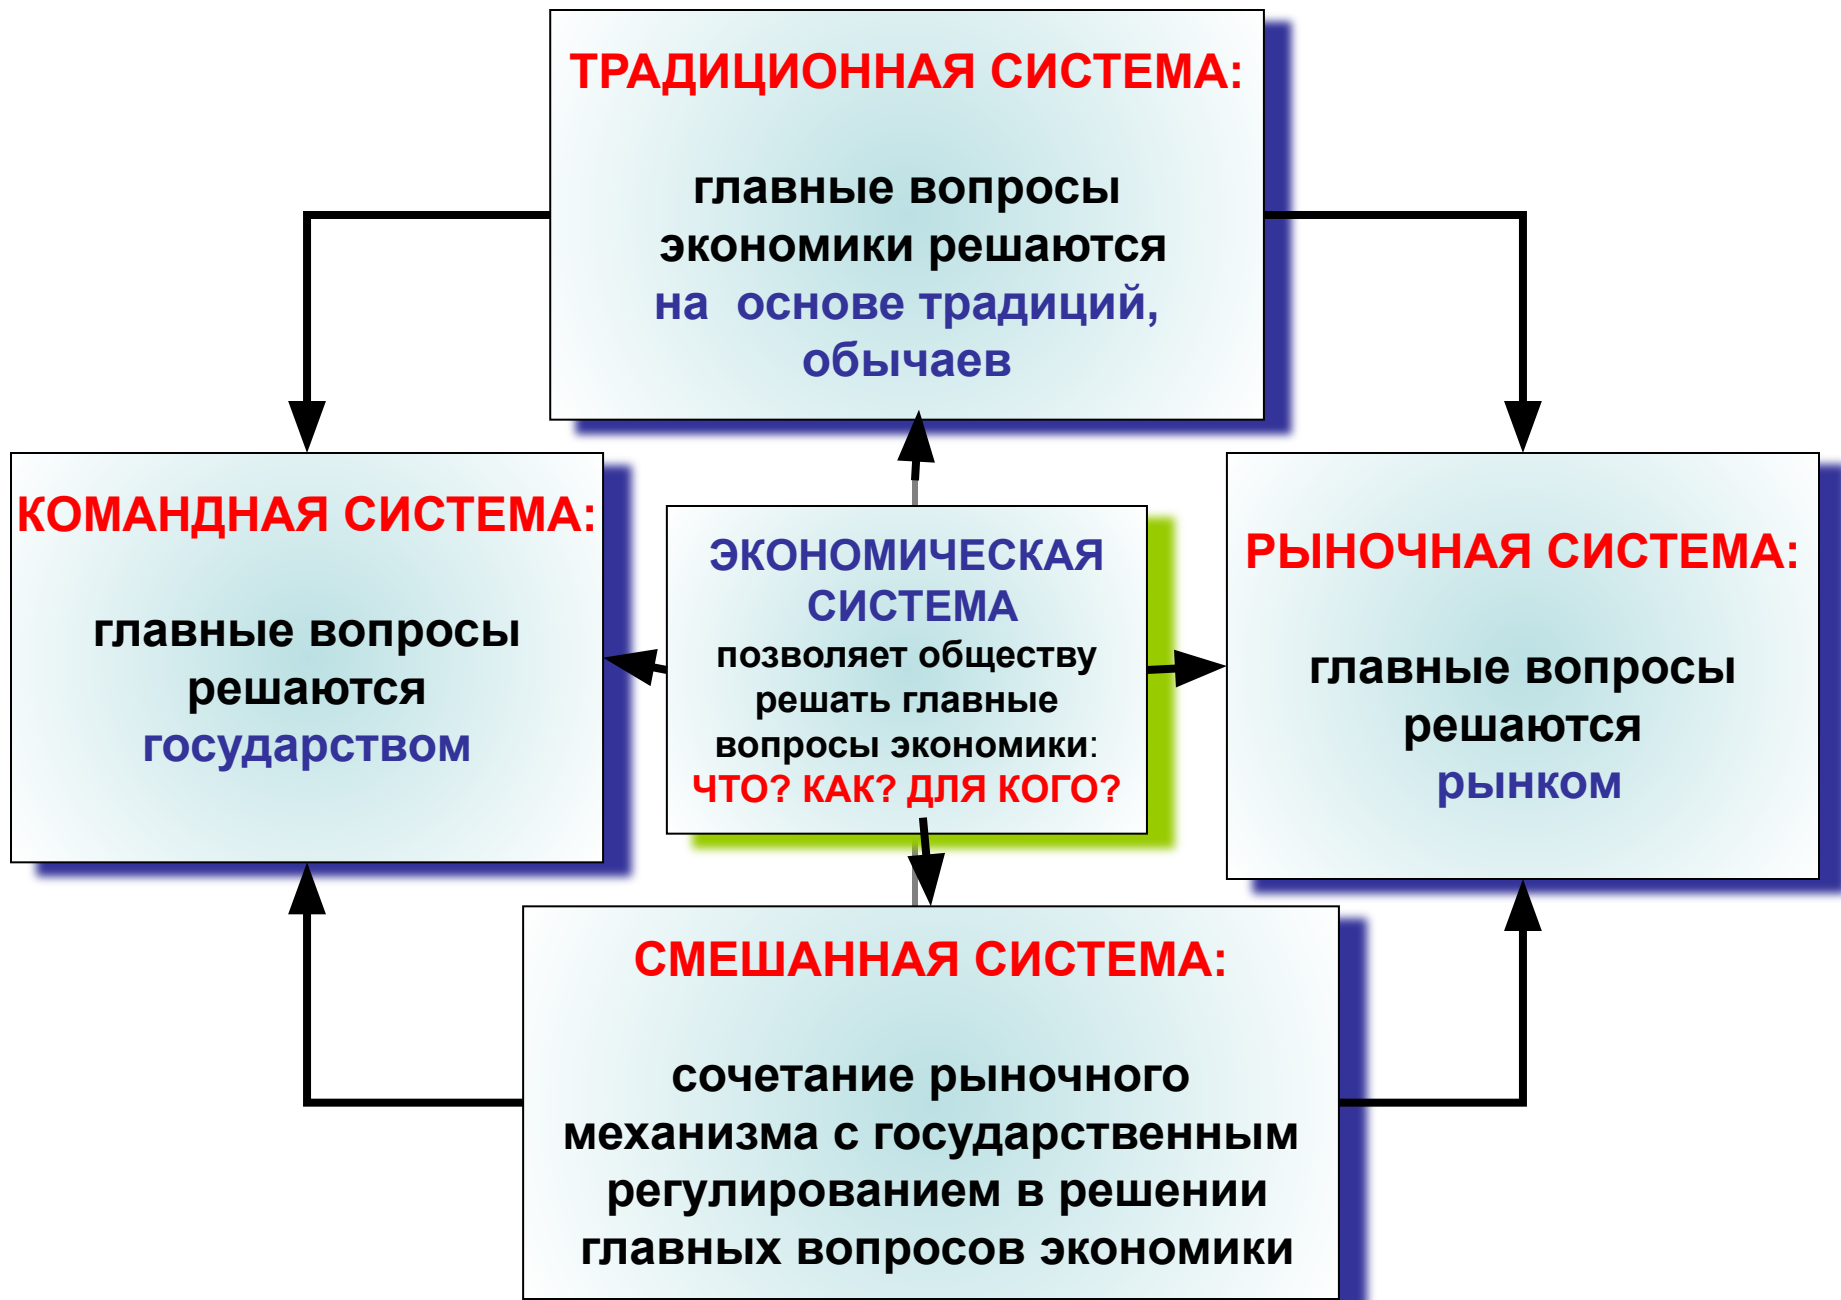 ТРАДИЦИОННАЯ СИСТЕМА:
главные вопросы
экономики решаются
на основе традиций,
обычаев
КОМАНДНАЯ СИСТЕМА:
главные вопросы
решаются
государством
ЭКОНОМИЧЕСКАЯ
СИСТЕМА
позволяет обществу
решать главные
вопросы экономики:
ЧТО? КАК? ДЛЯ КОГО?
РЫНОЧНАЯ СИСТЕМА:
главные вопросы
решаются
рынком
СМЕШАННАЯ СИСТЕМА:
сочетание рыночного
механизма с государственным
регулированием в решении
главных вопросов экономики